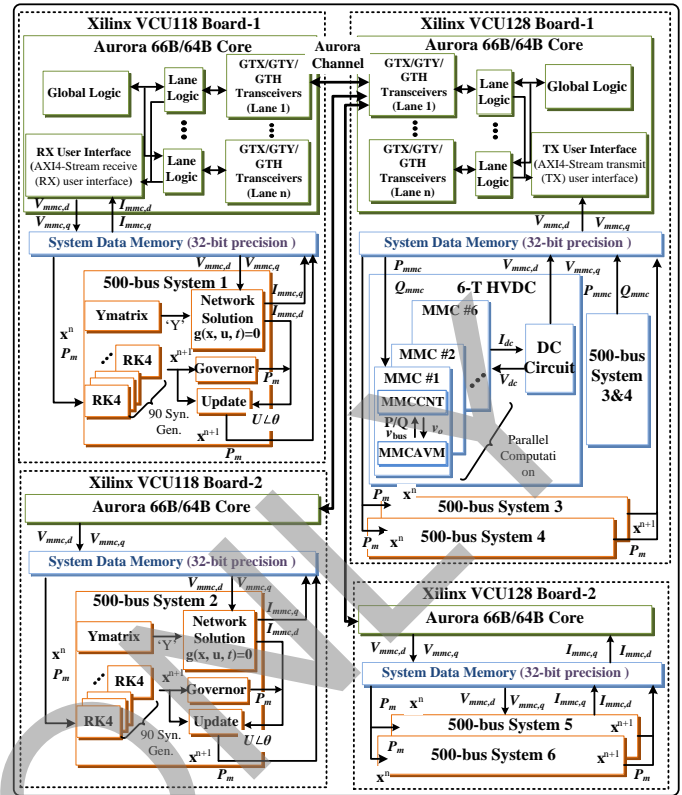 Xilinx VCU118 Board-1
Aurora 66B/64B Core
Global Logic
Lane
Logic
GTX/GTY/
GTH
Transceivers
(Lane 1)
RX User Interface
(AXI4-Stream receive
(RX) user interface)
Lane
Logic
GTX/GTY/
GTH
Transceivers
(Lane n)
Vmmc,d
Vmmc,q
Immc,d
Immc,q
System Data Memory (32-bit precision )
500-bus System 1
Vmmc,d
Vmmc,q
Immc,q
Immc,d
Ymatrix
'Y'
Network
Solution
g(x, u, t)=0
xⁿ
Pm
RK4
RK4
xⁿ⁺¹
Governor
Pm
Update
90 Syn.
Gen.
U∠θ
xⁿ⁺¹
Pm
Aurora
Channel
Xilinx VCU128 Board-1
Aurora 66B/64B Core
GTX/GTY/
GTH
Transceivers
(Lane 1)
Lane
Logic
Global Logic
GTX/GTY/
GTH
Transceivers
(Lane n)
Lane
Logic
TX User Interface
(AXI4-Stream transmit
(TX) user interface)
Vmmc,d
Vmmc,q
System Data Memory (32-bit precision )
Pmmc
Qmmc
Vmmc,d
Vmmc,q
Pmmc
Qmmc
6-T HVDC
MMC #6
MMC #2
MMC #1
MMCCNT
P/Q
vbus
vo
MMCAVM
Idc
Vdc
DC
Circuit
500-bus
System
3&4
Parallel
Computati
on
Pm
xⁿ
500-bus System 3
xⁿ⁺¹
Pm
xⁿ
500-bus System 4
Pm
Xilinx VCU118 Board-2
Aurora 66B/64B Core
Vmmc,d
Vmmc,q
System Data Memory (32-bit precision )
500-bus System 2
Vmmc,d
Vmmc,q
Immc,q
Immc,d
Ymatrix
'Y'
Network
Solution
g(x, u, t)=0
xⁿ
Pm
RK4
RK4
xⁿ⁺¹
Governor
Pm
Update
90 Syn.
Gen.
U∠θ
xⁿ⁺¹
Pm
Xilinx VCU128 Board-2
Aurora 66B/64B Core
Vmmc,d
Vmmc,q
Immc,q
Immc,d
System Data Memory (32-bit precision )
Pm
xⁿ
Vmmc,d
Vmmc,q
Immc,q
Immc,d
500-bus System 5
xⁿ⁺¹
Pm
500-bus System 6
xⁿ⁺¹
xⁿ
Pm
ONLY